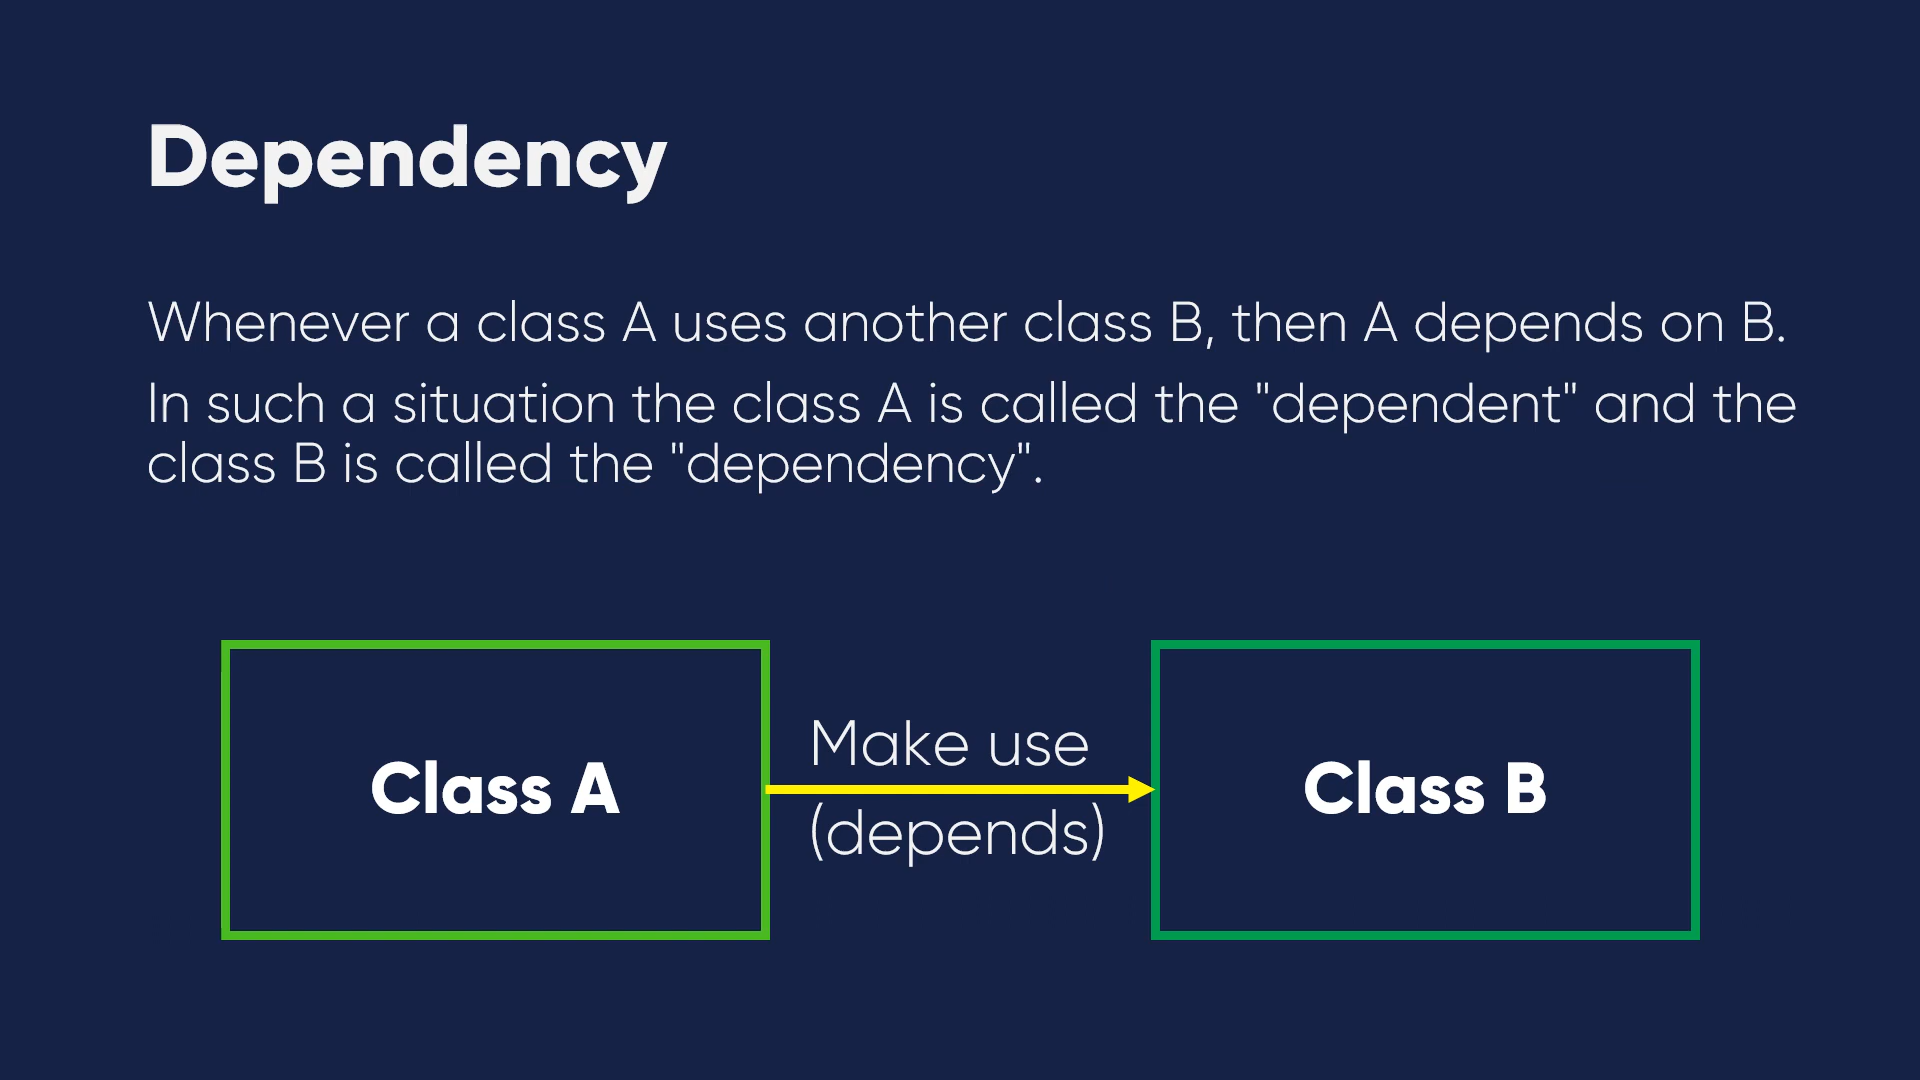 Dependency
Whenever a class A uses another class B, then A depends on B.
In such a situation the class A is called the "dependent" and the
class B is called the "dependency".
Class A
Make use
(depends)
Class B